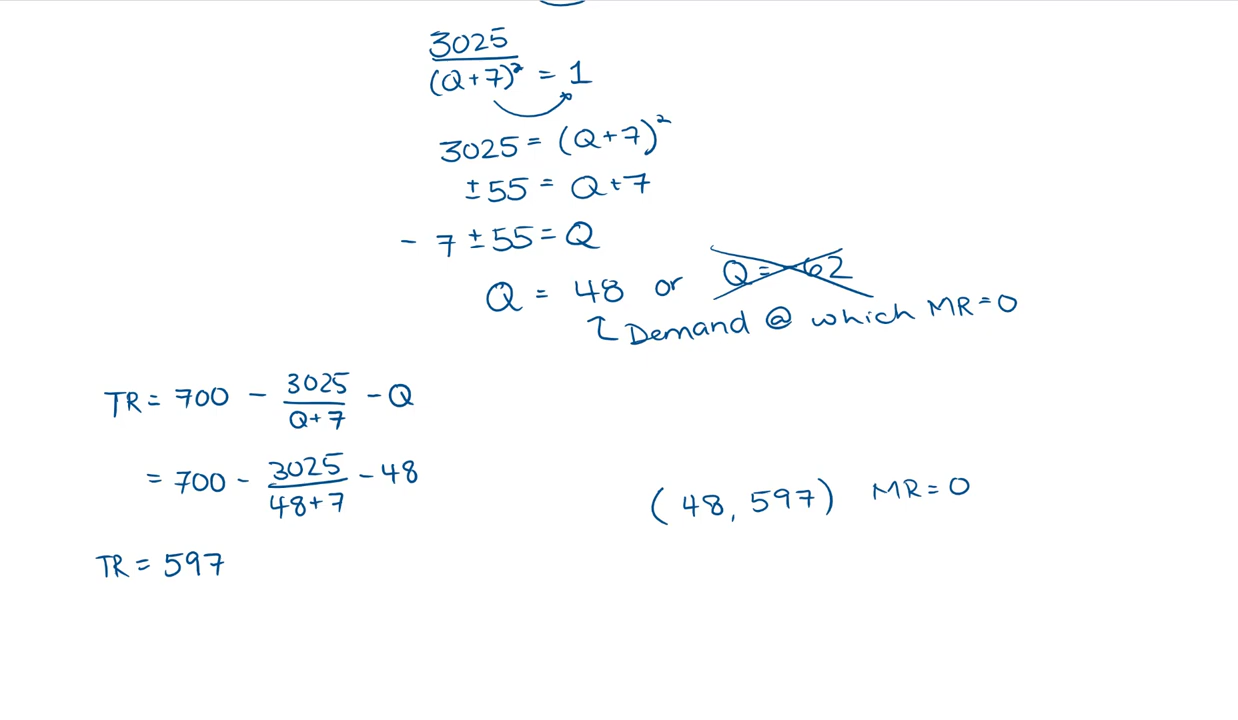 3025
(Q+7)² = 1
3025 = (Q+7)²
± 55 = Q+7
- 7 ± 55 = Q
Q = 48 or Q = -62
Demand @ which MR=0
TR = 700 - 3025/(Q+7) - Q
= 700 - 3025/(48+7) - 48
TR = 597
(48, 597) MR = 0